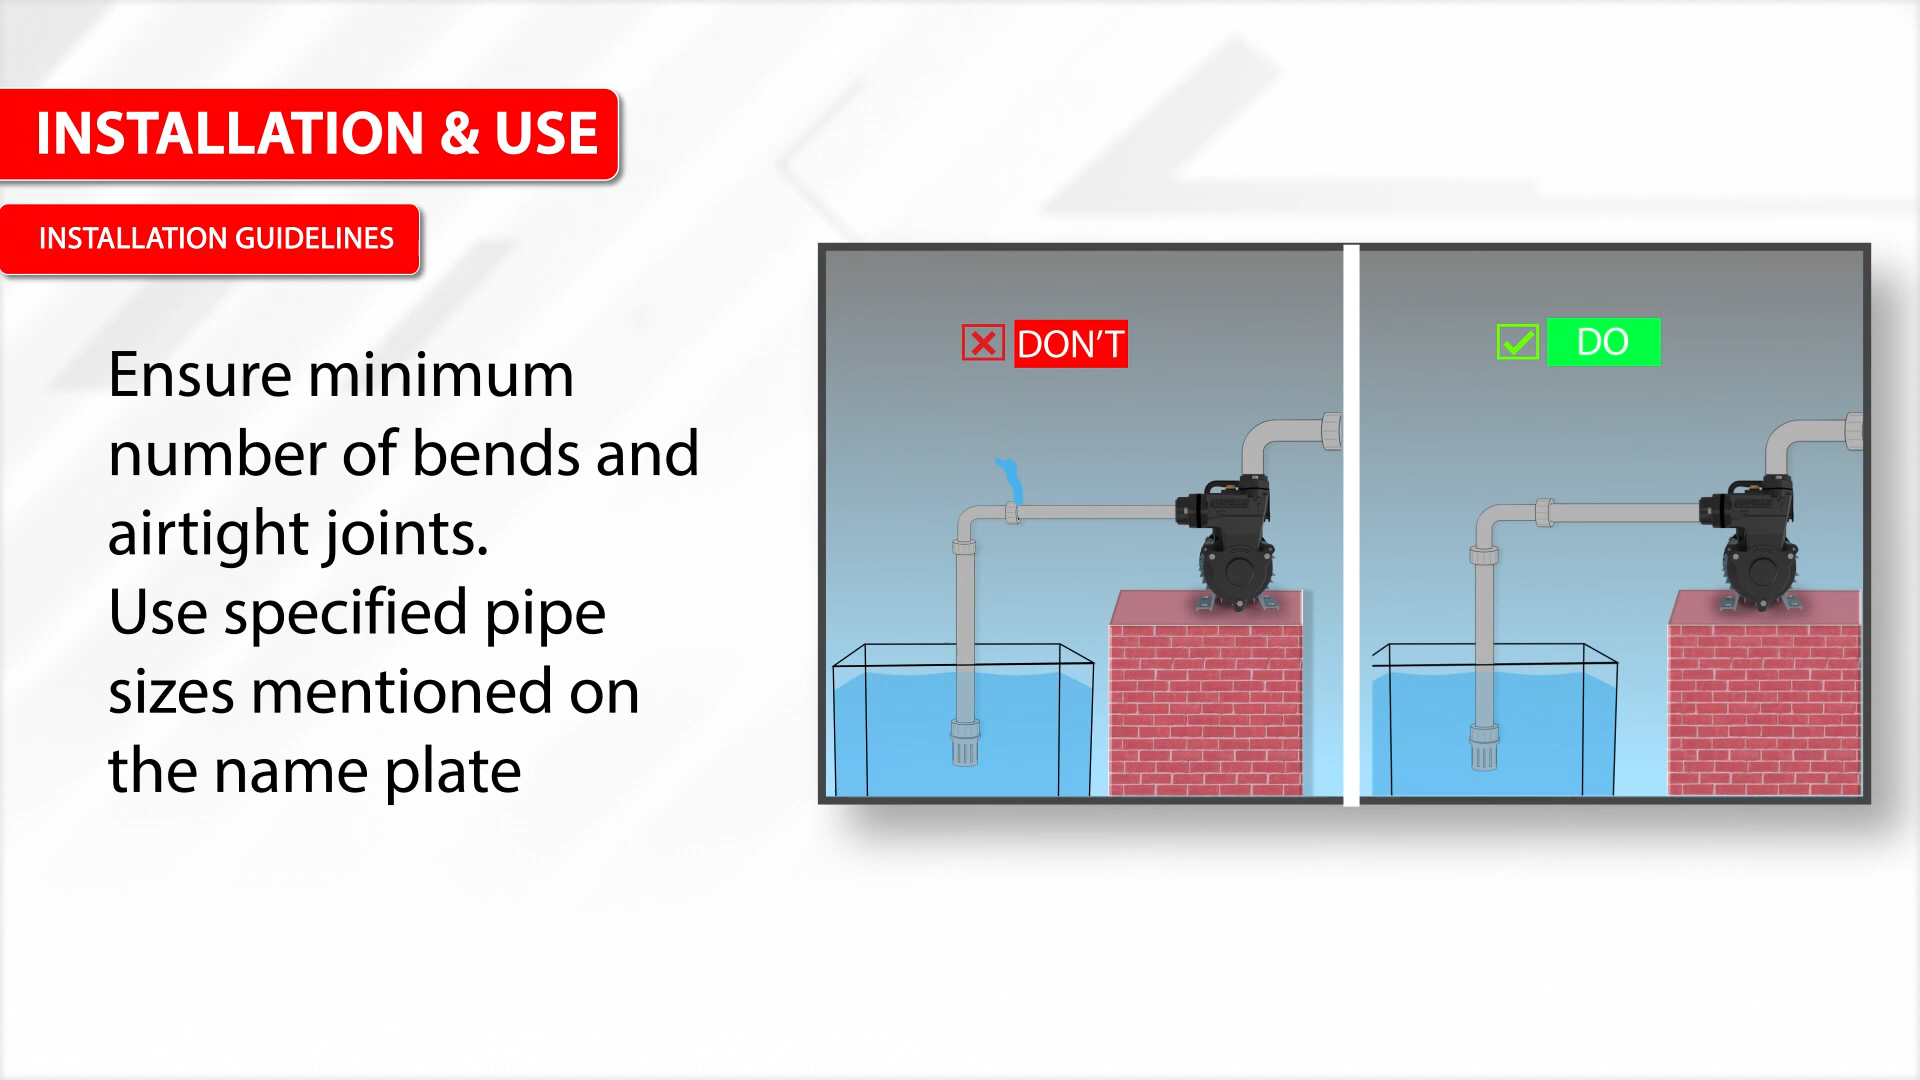 INSTALLATION & USE
INSTALLATION GUIDELINES
Ensure minimum
number of bends and
airtight joints.
Use specified pipe
sizes mentioned on
the name plate
DON'T
DO